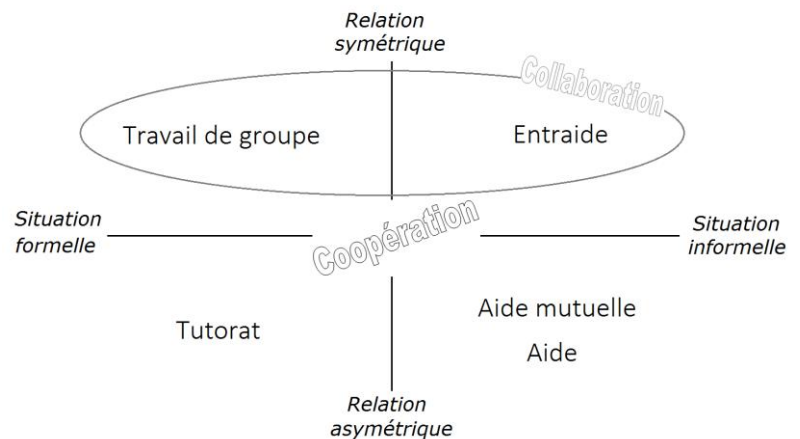 Relation
symétrique
Collaboration
Travail de groupe
Entraide
Situation
formelle
Coopération
Situation
informelle
Tutorat
Aide mutuelle
Aide
Relation
asymétrique